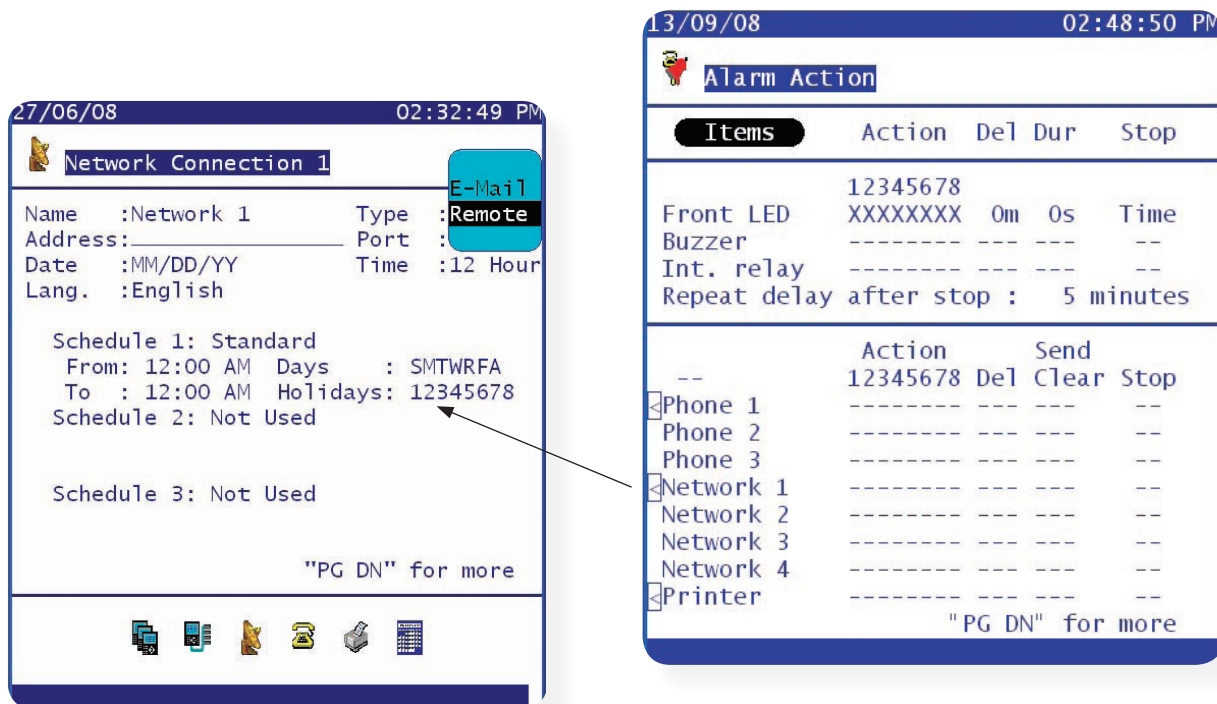 27/06/08 02:32:49 PM
Network Connection 1
E-Mail
Name :Network 1 Type :Remote
Address:____________ Port :
Date :MM/DD/YY Time :12 Hour
Lang. :English
Schedule 1: Standard
From: 12:00 AM Days : SMTWRFA
To : 12:00 AM Holidays: 12345678
Schedule 2: Not Used
Schedule 3: Not Used
"PG DN" for more
13/09/08 02:48:50 PM
Alarm Action
Items Action Del Dur Stop
12345678
Front LED XXXXXXXX 0m 0s Time
Buzzer -------- --- --- --
Int. relay -------- --- --- --
Repeat delay after stop : 5 minutes
Action Send
-- 12345678 Del Clear Stop
Phone 1 -------- --- --- --
Phone 2 -------- --- --- --
Phone 3 -------- --- --- --
Network 1 -------- --- --- --
Network 2 -------- --- --- --
Network 3 -------- --- --- --
Network 4 -------- --- --- --
Printer -------- --- --- --
"PG DN" for more